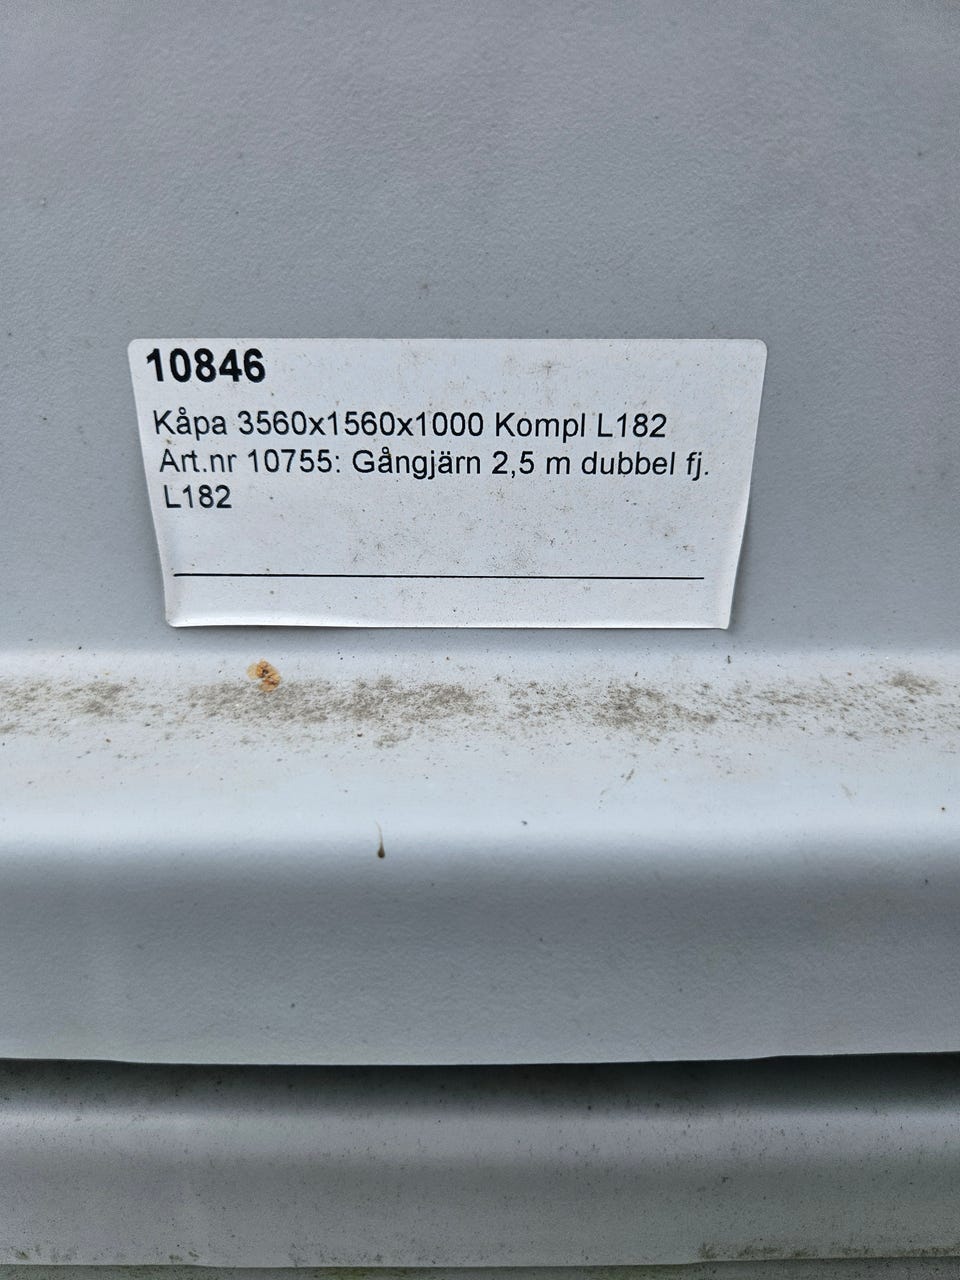 10846
Kåpa 3560x1560x1000 Kompl L182
Art.nr 10755: Gångjärn 2,5 m dubbel fj.
L182